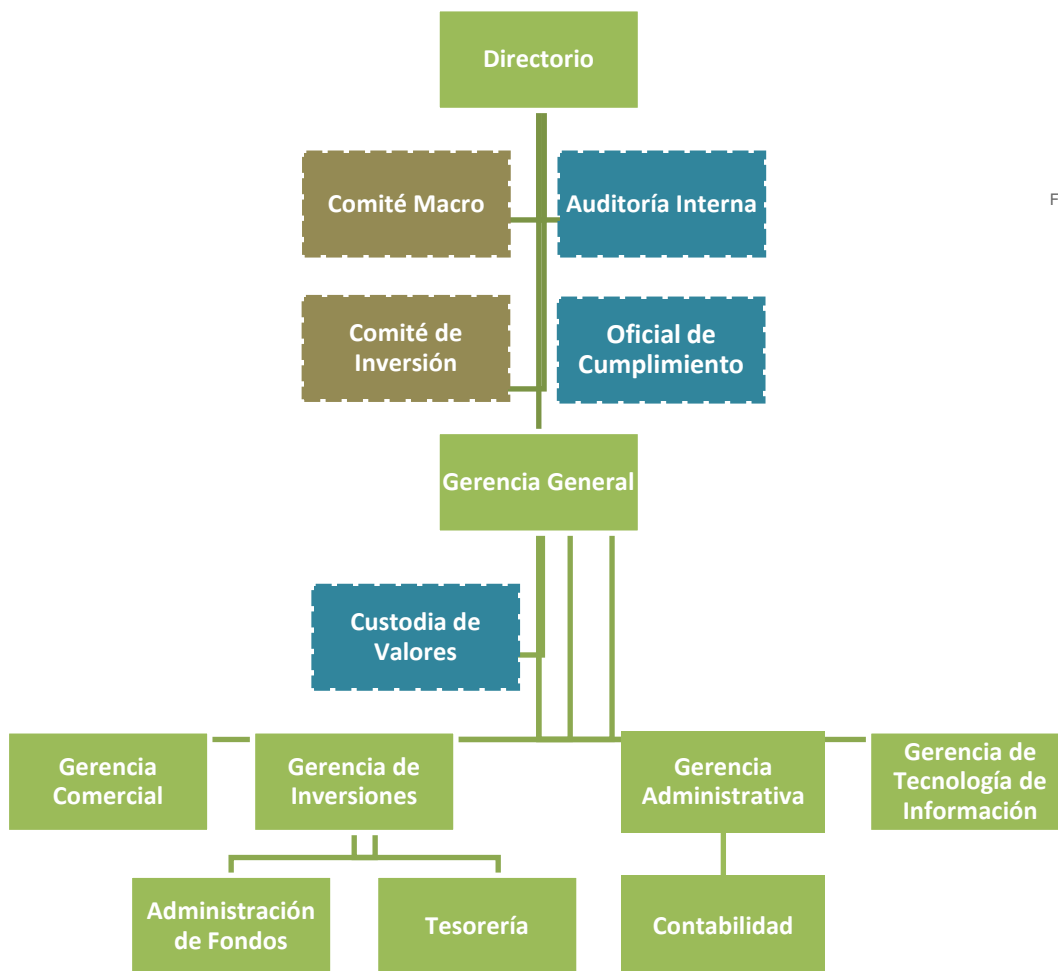 Directorio
Comité Macro
Auditoría Interna
F
Comité de
Inversión
Oficial de
Cumplimiento
Gerencia General
Custodia de
Valores
Gerencia
Comercial
Gerencia de
Inversiones
Gerencia
Administrativa
Gerencia de
Tecnología de
Información
Administración
de Fondos
Tesorería
Contabilidad